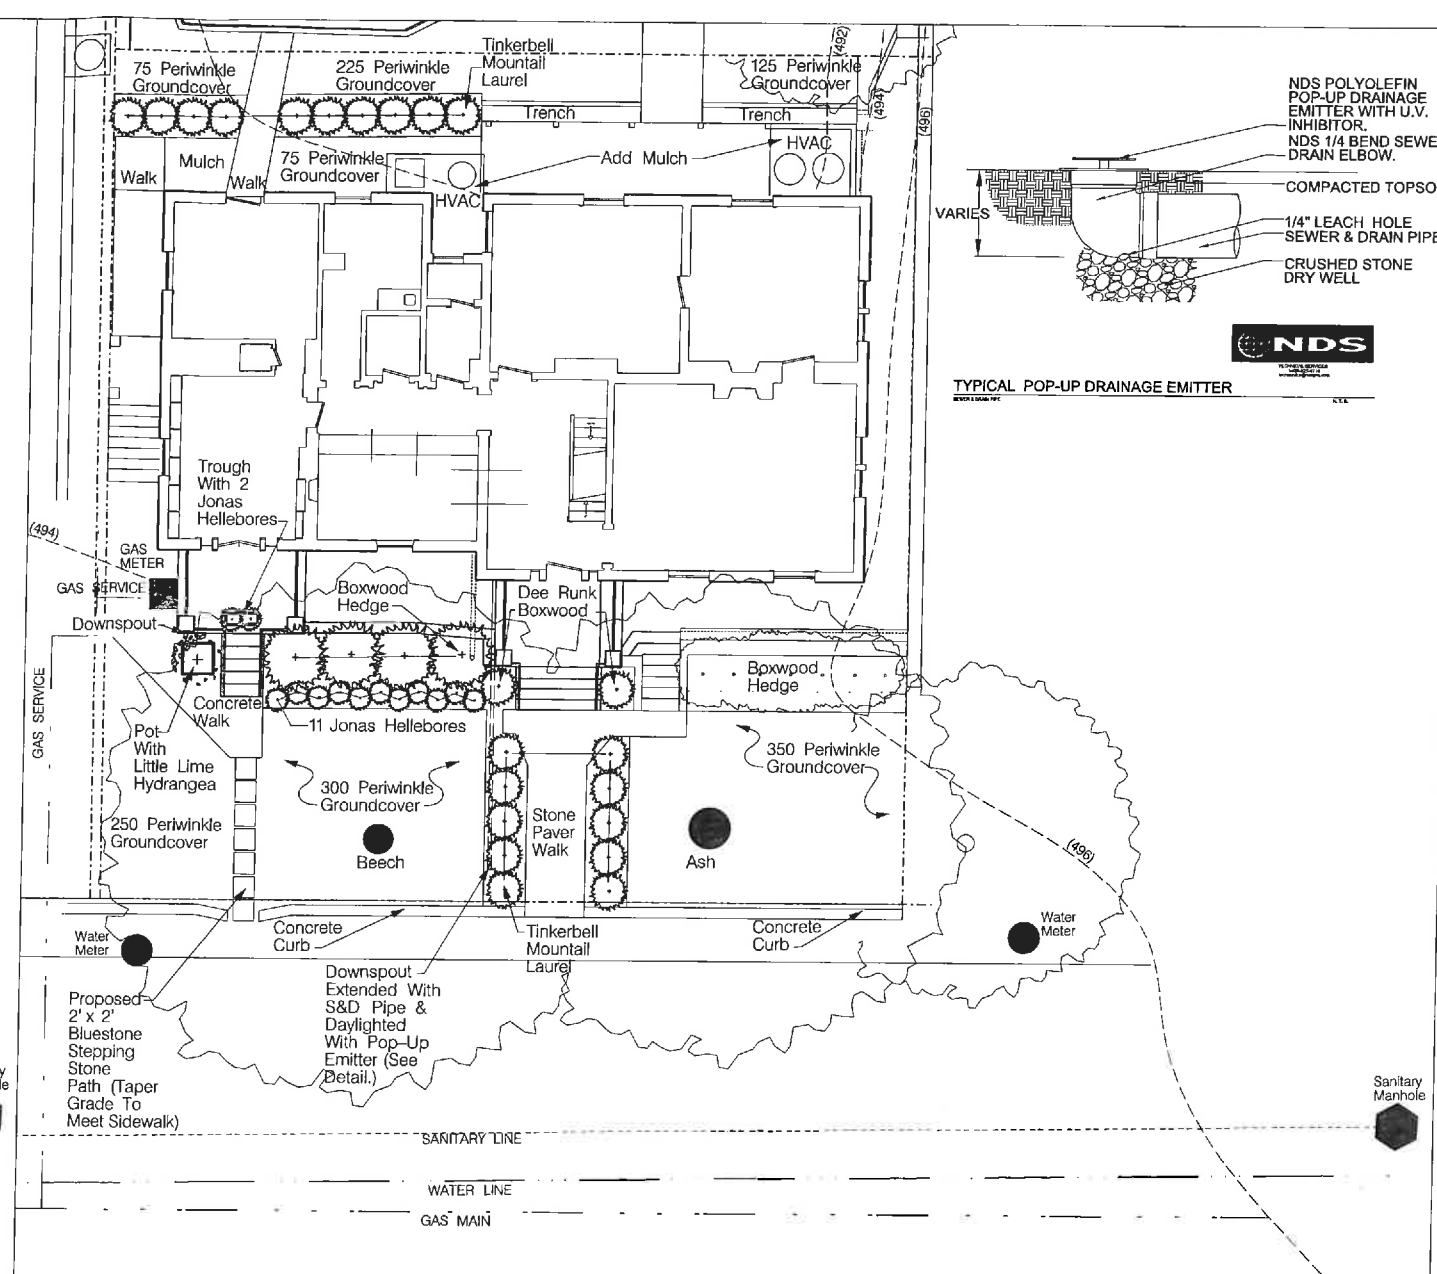 Tinkerbell
Mountail
Laurel
75 Periwinkle
Groundcover
225 Periwinkle
Groundcover
125 Periwinkle
Groundcover
(492)
(494)
(496)
Trench
Trench
HVAC
Add Mulch
Mulch
75 Periwinkle
Groundcover
Walk
Walk
HVAC
NDS POLYOLEFIN
POP-UP DRAINAGE
EMITTER WITH U.V.
INHIBITOR.
NDS 1/4 BEND SEWE
DRAIN ELBOW.
COMPACTED TOPSO
VARIES
1/4" LEACH HOLE
SEWER & DRAIN PIPE
CRUSHED STONE
DRY WELL
NDS
TYPICAL POP-UP DRAINAGE EMITTER
SEWER & DRAIN PIPE
N.T.S.
Trough
With 2
Jonas
Hellebores
(494)
GAS
METER
GAS SERVICE
Downspout
Boxwood
Hedge
Dee Runk
Boxwood
Boxwood
Hedge
GAS SERVICE
Concrete
Walk
11 Jonas Hellebores
Pot
With
Little Lime
Hydrangea
300 Periwinkle
Groundcover
350 Periwinkle
Groundcover
250 Periwinkle
Groundcover
Stone
Paver
Walk
Beech
Ash
(496)
Water
Meter
Concrete
Curb
Tinkerbell
Mountail
Laurel
Concrete
Curb
Water
Meter
Downspout
Extended With
S&D Pipe &
Daylighted
With Pop-Up
Emitter (See
Detail.)
Proposed
2' x 2'
Bluestone
Stepping
Stone
Path (Taper
Grade To
Meet Sidewalk)
Sanitary
Manhole
SANITARY LINE
WATER LINE
GAS MAIN